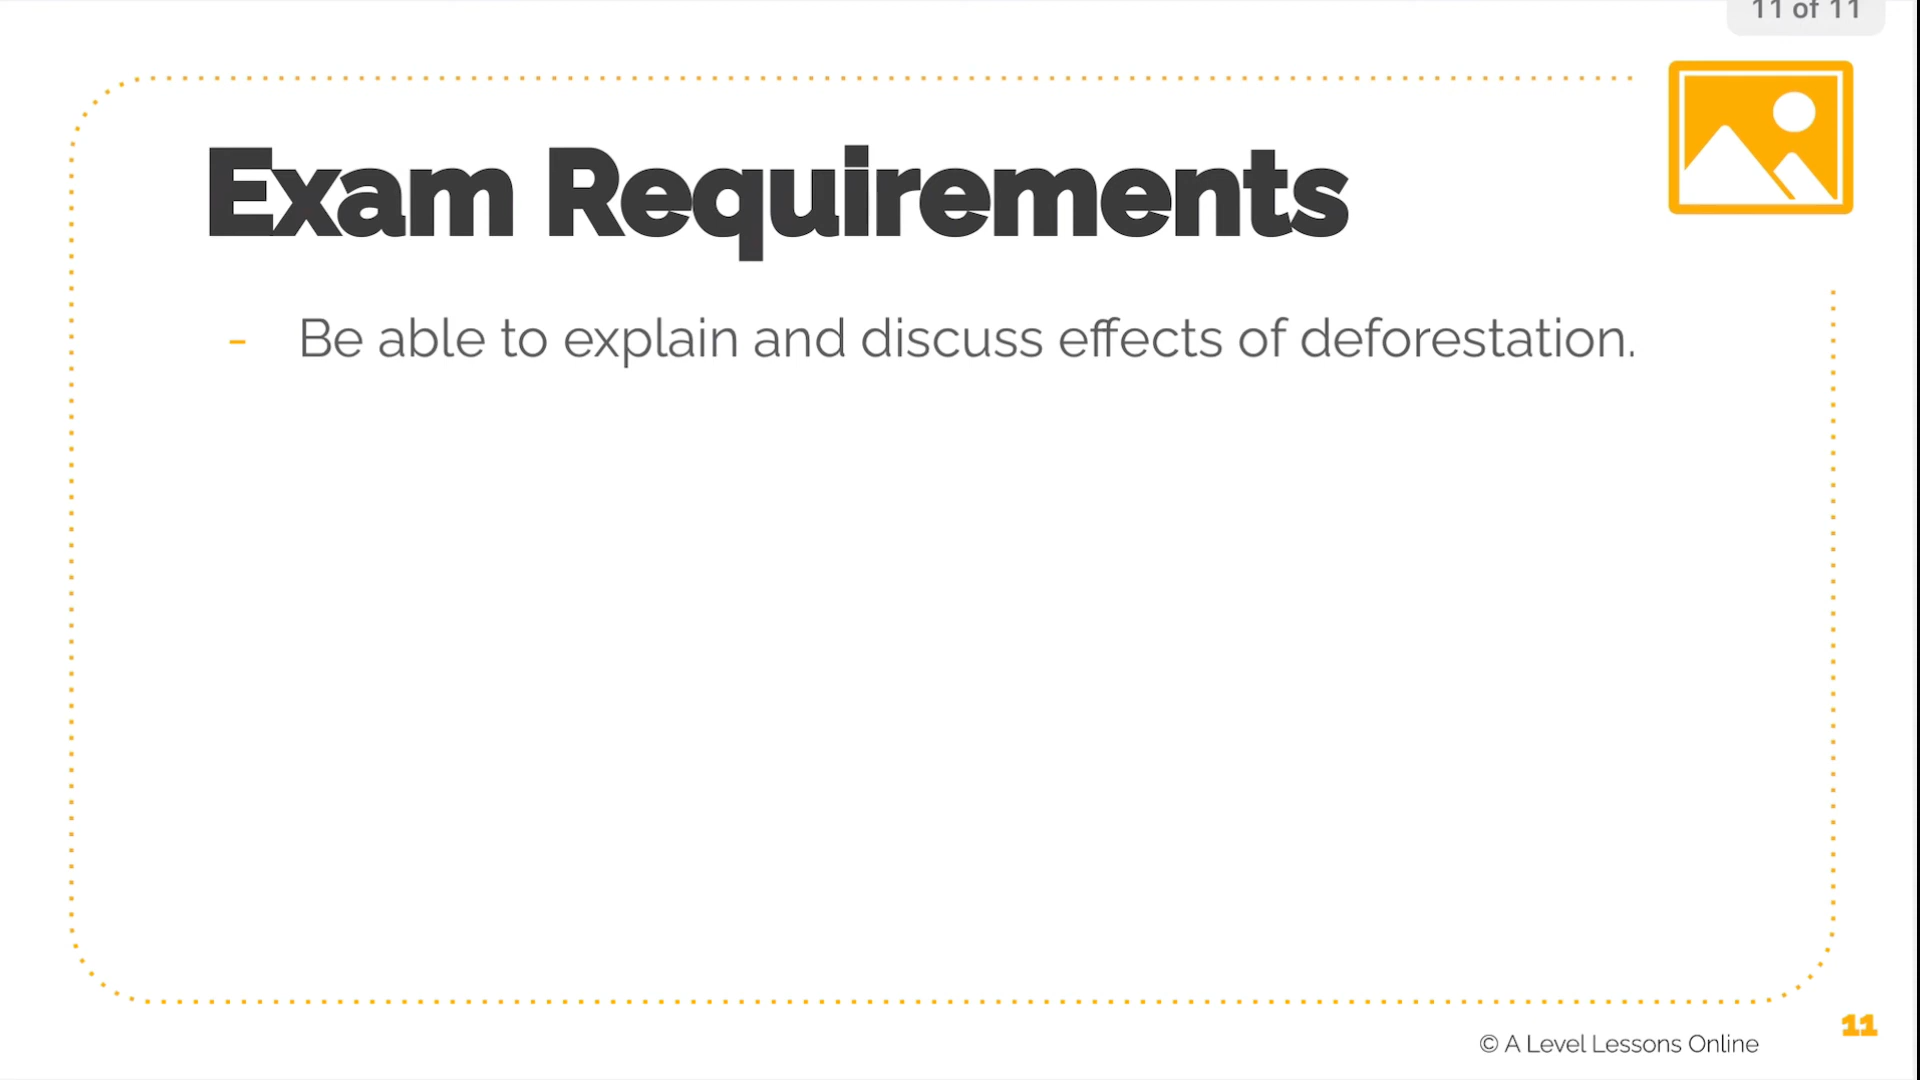 11 of 11
Exam Requirements
- Be able to explain and discuss effects of deforestation.
© A Level Lessons Online
11